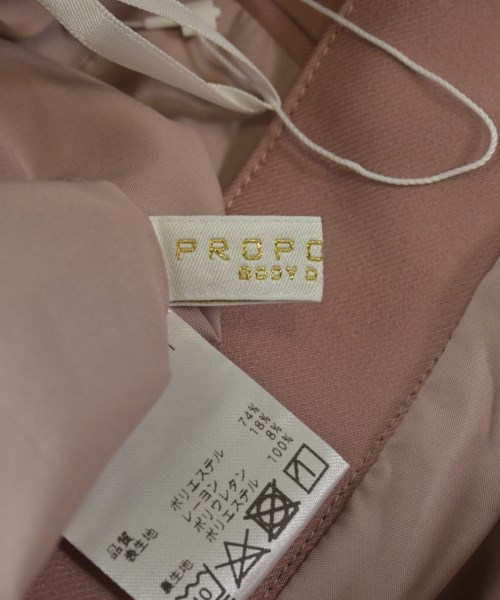 PROPO
品質
表生地 ポリエステル 74%
レーヨン 18%
ポリウレタン 8%
裏生地 ポリエステル 100%